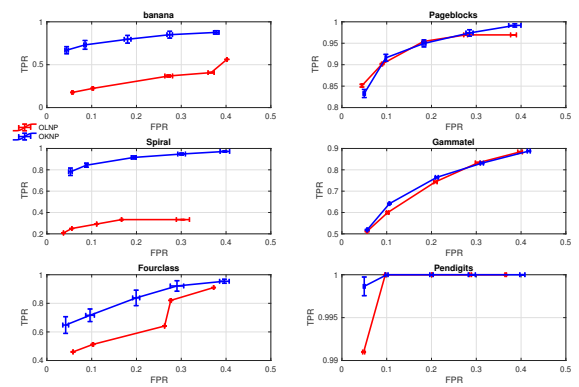 banana
TPR
1
0.5
0
0 0.1 0.2 0.3 0.4 0.5
FPR
Pageblocks
TPR
1
0.95
0.9
0.85
0.8
0 0.1 0.2 0.3 0.4 0.5
FPR
OLNP
OKNP
Spiral
TPR
1
0.8
0.6
0.4
0.2
0 0.1 0.2 0.3 0.4 0.5
FPR
Gammatel
TPR
0.9
0.8
0.7
0.6
0.5
0 0.1 0.2 0.3 0.4 0.5
FPR
Fourclass
TPR
1
0.8
0.6
0.4
0 0.1 0.2 0.3 0.4 0.5
FPR
Pendigits
TPR
1
0.995
0.99
0 0.1 0.2 0.3 0.4 0.5
FPR